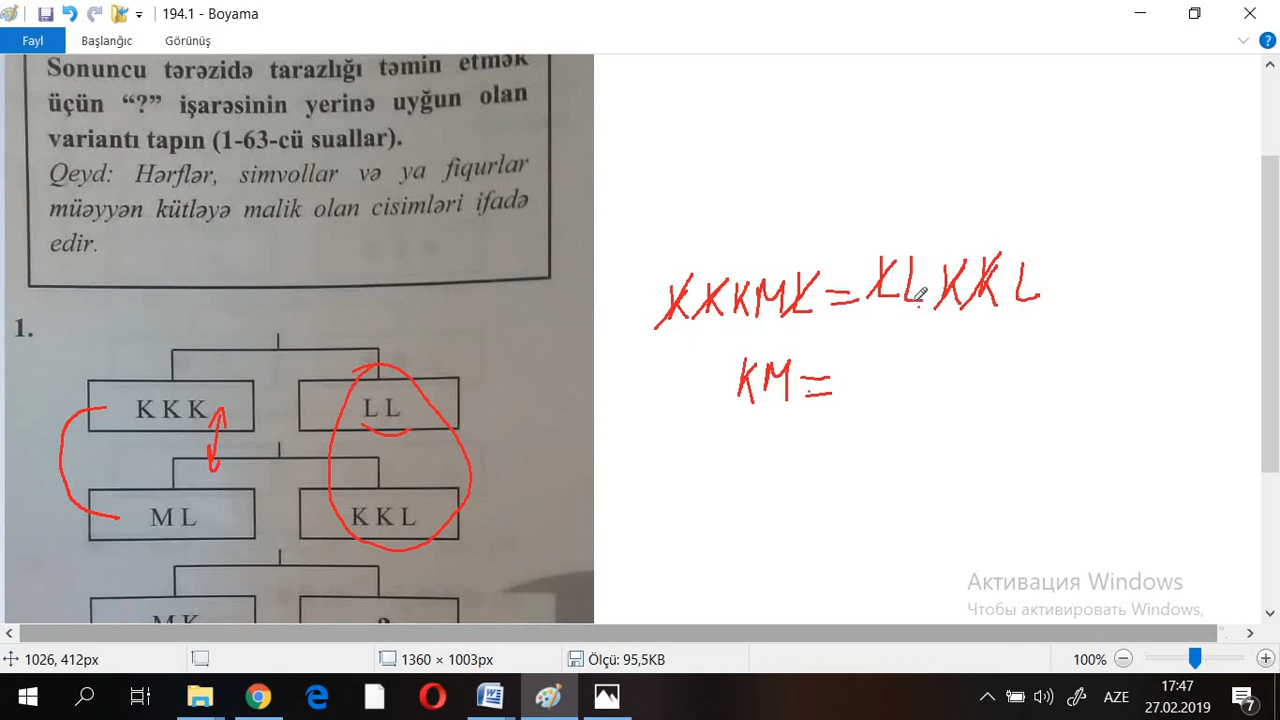 194.1 - Boyama
Fayl Başlanğıc Görünüş
Sonuncu tərəzidə tarazlığı təmin etmək
üçün “?” işarəsinin yerinə uyğun olan
variantı tapın (1-63-cü suallar).
Qeyd: Hərflər, simvollar və ya fiqurlar
müəyyən kütləyə malik olan cisimləri ifadə
edir.
1.
K K K L L
M L K K L
M K ?
KKKML=LLKKL
KM=
Активация Windows
Чтобы активировать Windows,
1026, 412px 1360 × 1003px Ölçü: 95,5KB 100%
AZE 17:47
27.02.2019 7